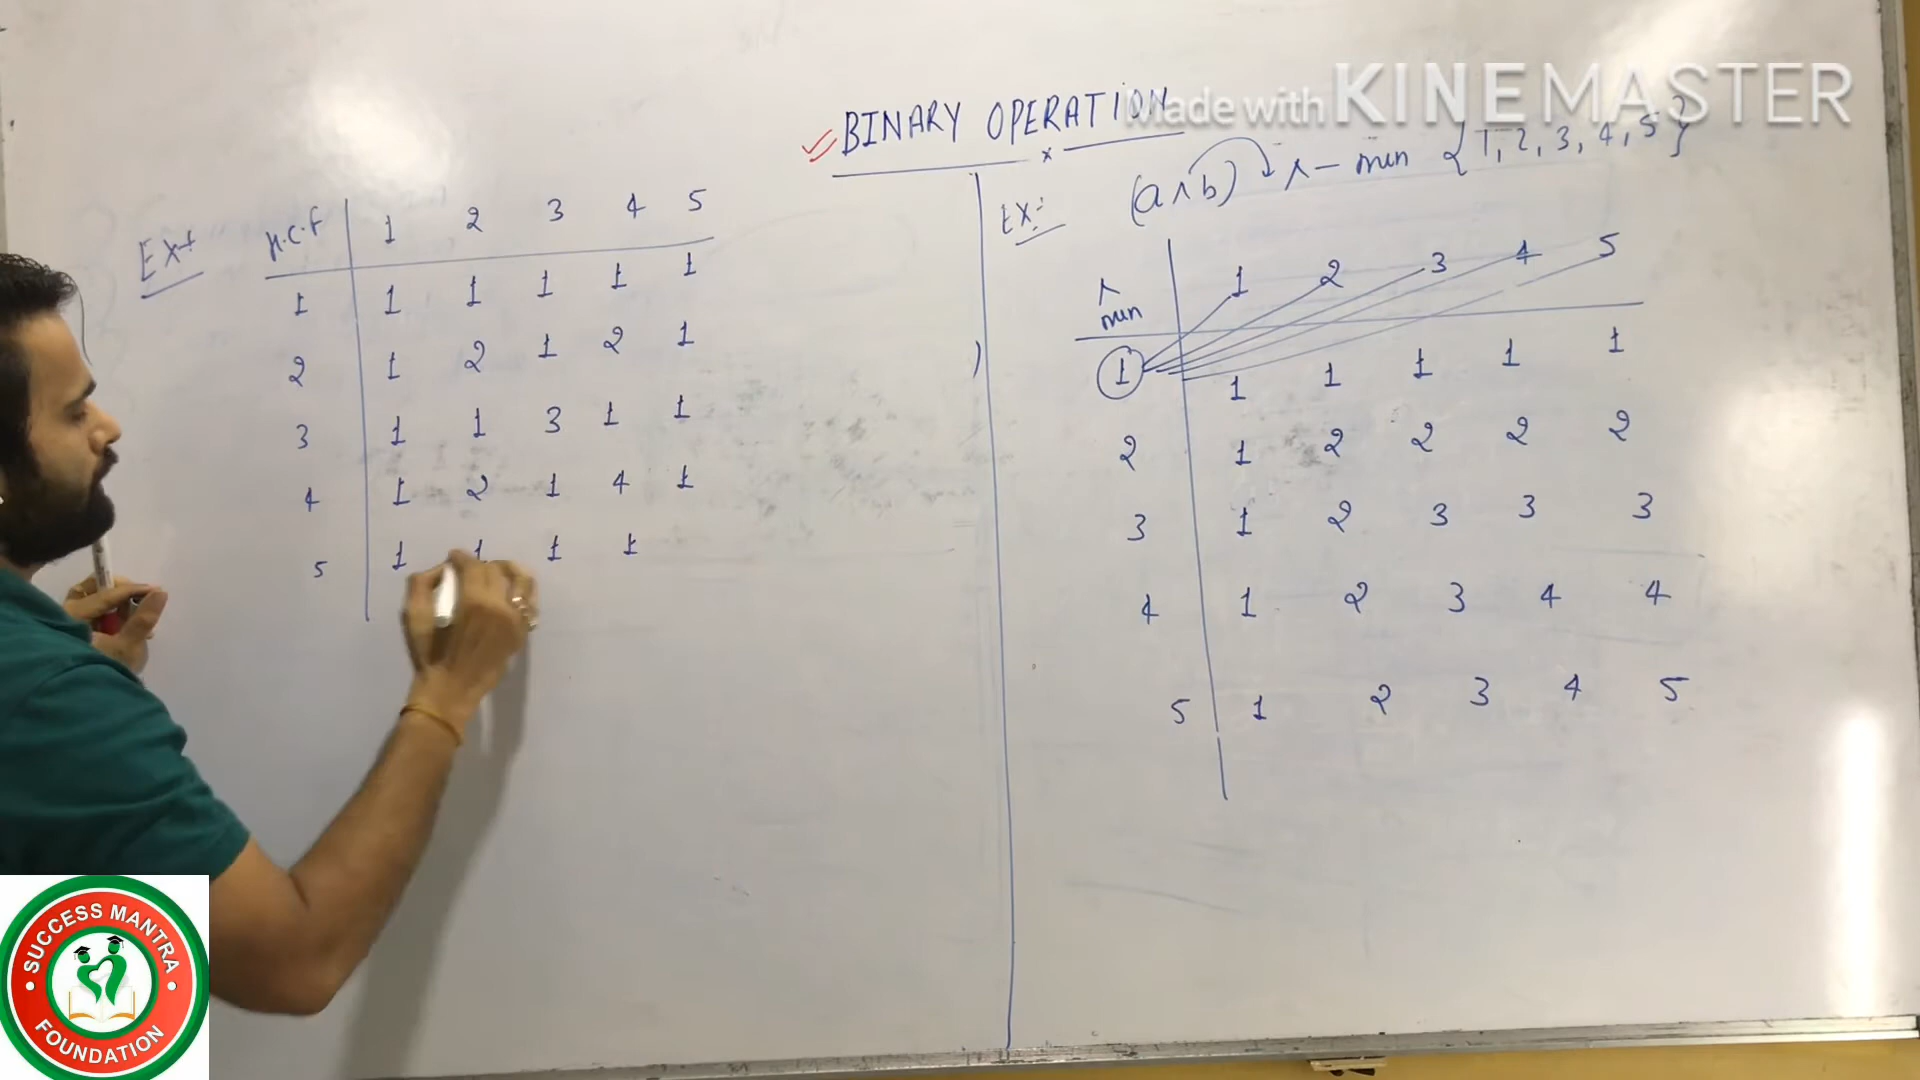 Made with KINEMASTER
BINARY OPERATION
x
Ex:
H.C.F 1 2 3 4 5
1 1 1 1 1 1
2 1 2 1 2 1
3 1 1 3 1 1
4 1 2 1 4 1
5 1 1 1 1
Ex:
(a ∧ b) ∧ – min {1, 2, 3, 4, 5}
∧
min 1 2 3 4 5
1 1 1 1 1 1
2 1 2 2 2 2
3 1 2 3 3 3
4 1 2 3 4 4
5 1 2 3 4 5
SUCCESS MANTRA
FOUNDATION